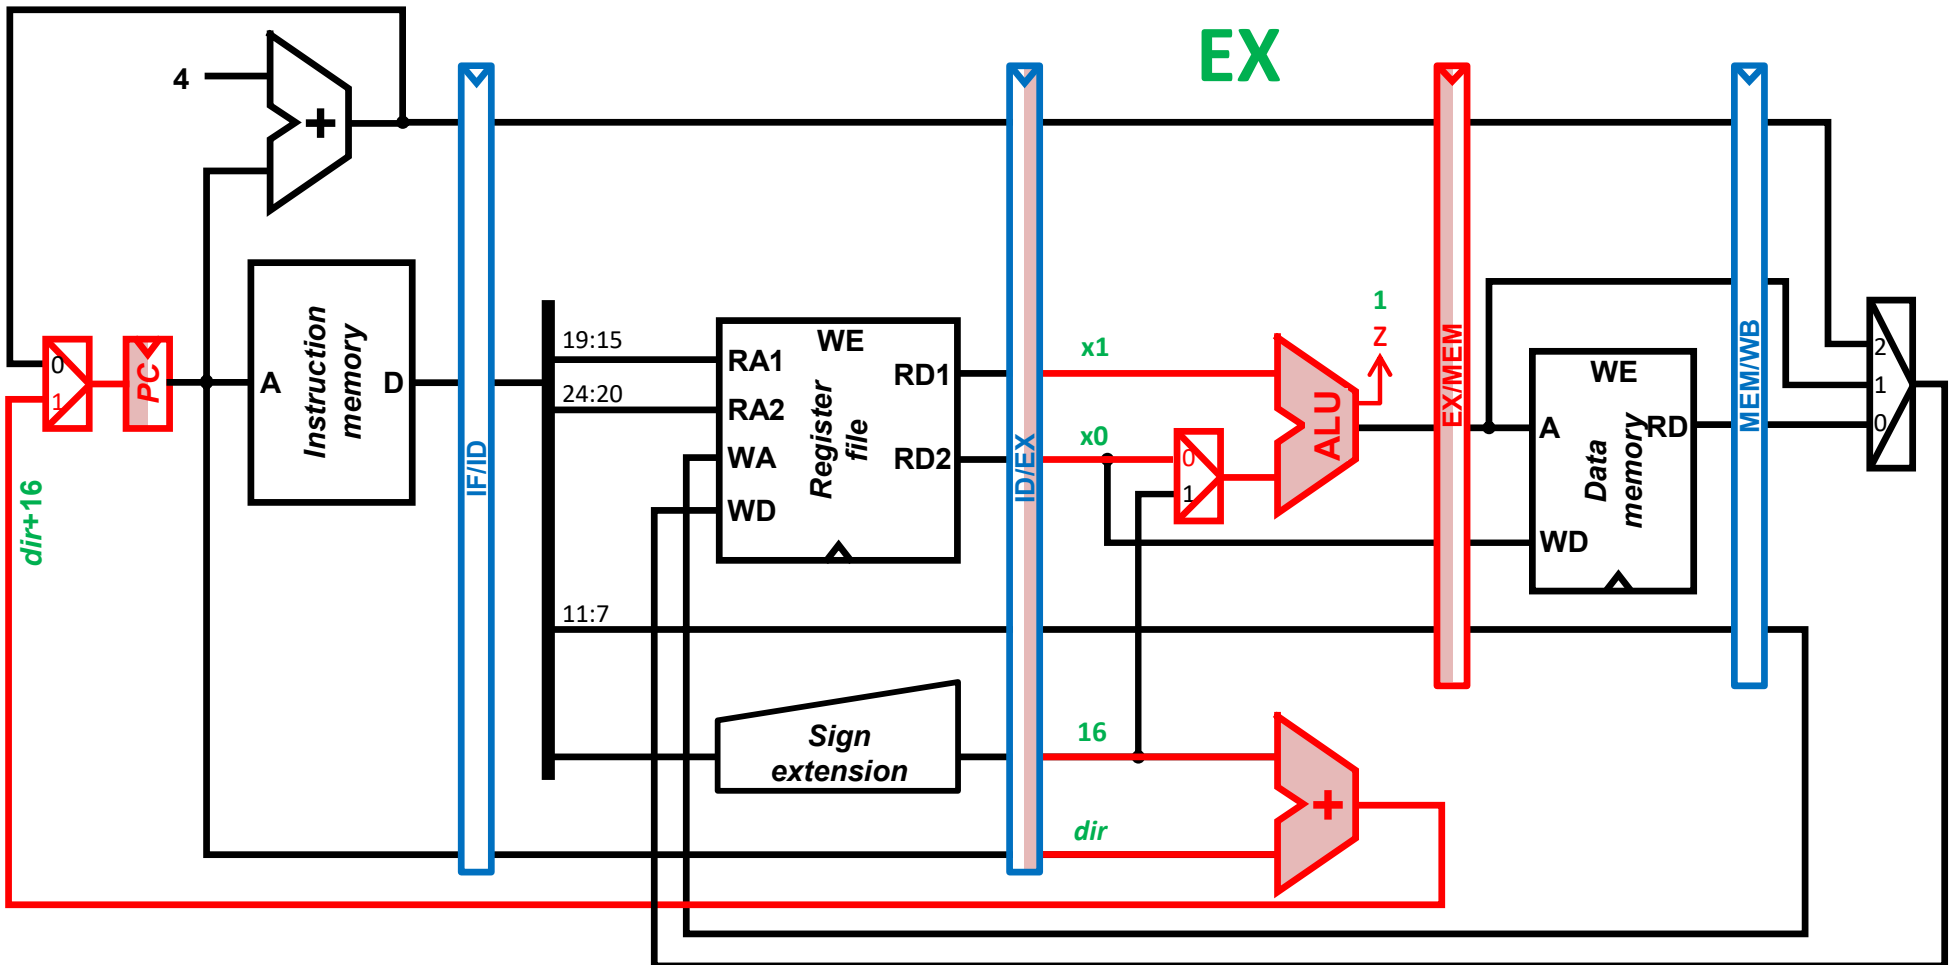 EX
4
+
IF/ID
ID/EX
EX/MEM
MEM/WB
0
1
PC
dir+16
A
Instruction
memory
D
19:15
24:20
11:7
RA1
RA2
WA
WD
WE
Register
file
RD1
RD2
Sign
extension
x1
x0
16
dir
0
1
ALU
1
Z
+
A
WE
Data
memory
RD
WD
2
1
0